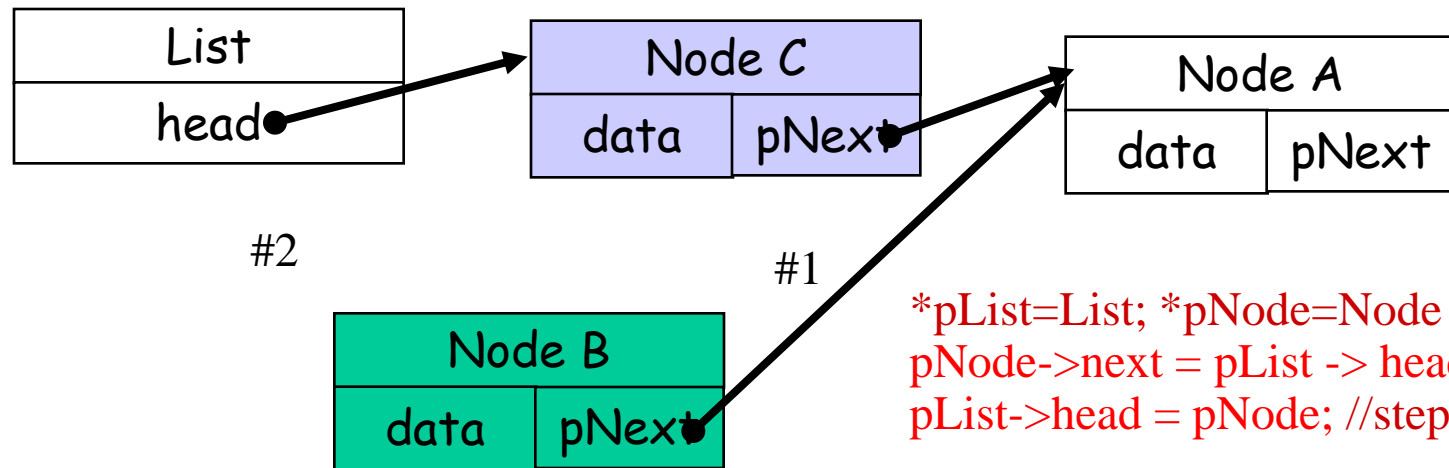 List
head
Node C
data pNext
Node A
data pNext
#2
#1
Node B
data pNext
*pList=List; *pNode=Node
pNode->next = pList ->
pList->head = pNode; //step